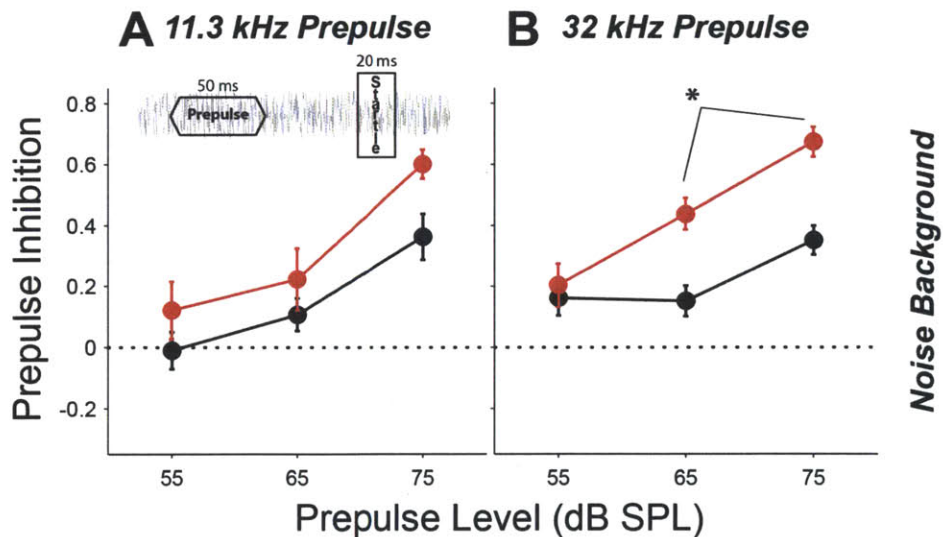 A 11.3 kHz Prepulse
B 32 kHz Prepulse
50 ms
20 ms
Prepulse
Startle
*
0.8
0.6
0.4
0.2
0
-0.2
Prepulse Inhibition
Noise Background
55 65 75
55 65 75
Prepulse Level (dB SPL)